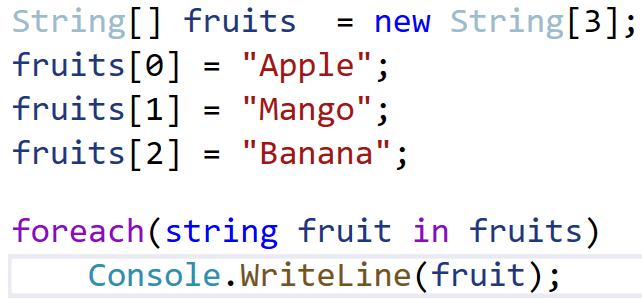 String[] fruits  = new String[3];
fruits[0] = "Apple";
fruits[1] = "Mango";
fruits[2] = "Banana";

foreach(string fruit in fruits)
    Console.WriteLine(fruit);